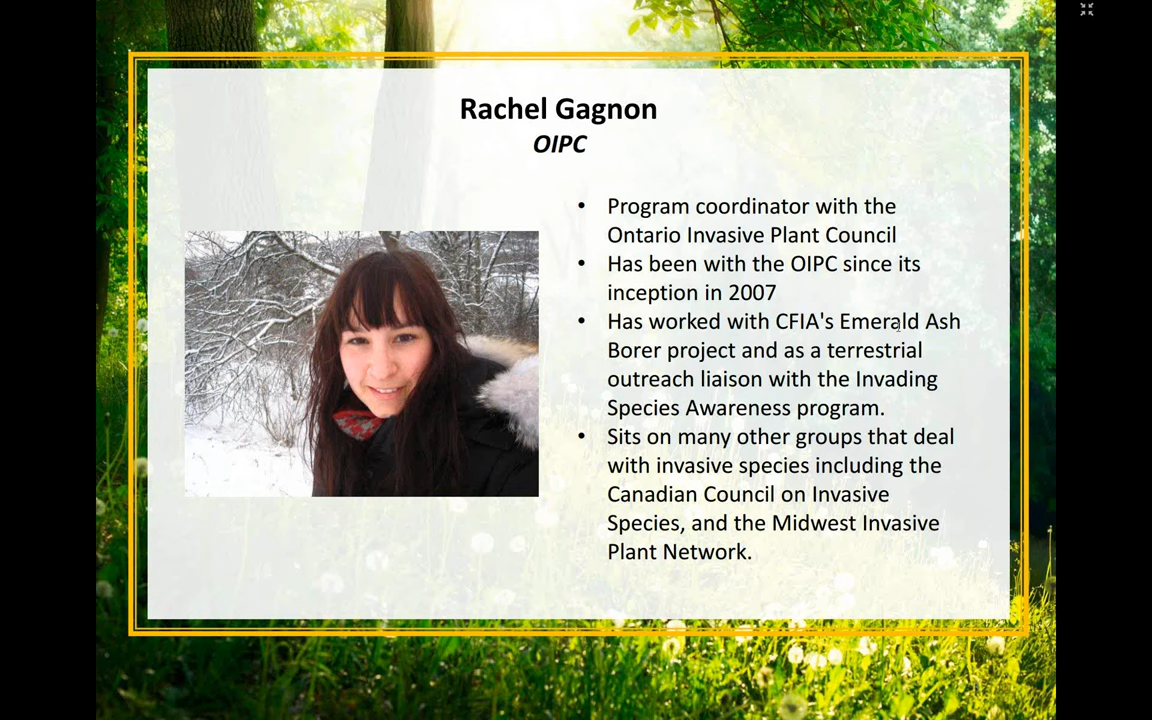 Rachel Gagnon
OIPC
• Program coordinator with the
Ontario Invasive Plant Council
• Has been with the OIPC since its
inception in 2007
• Has worked with CFIA's Emerald Ash
Borer project and as a terrestrial
outreach liaison with the Invading
Species Awareness program.
• Sits on many other groups that deal
with invasive species including the
Canadian Council on Invasive
Species, and the Midwest Invasive
Plant Network.